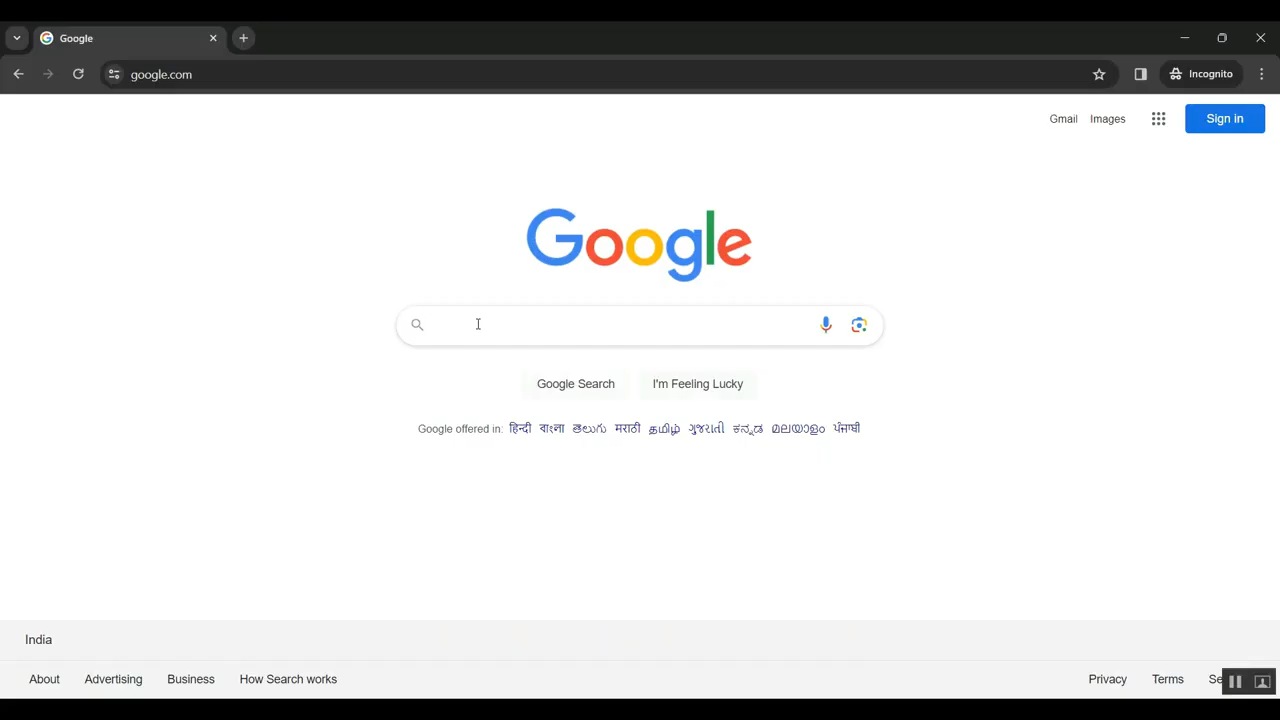 Google
google.com
Incognito
Gmail Images Sign in
Google
Google Search I'm Feeling Lucky
Google offered in: हिन्दी বাংলা తెలుగు मराठी தமிழ் ગુજરાતી ಕನ್ನಡ മലയാളം ਪੰਜਾਬੀ
India
About Advertising Business How Search works Privacy Terms Se